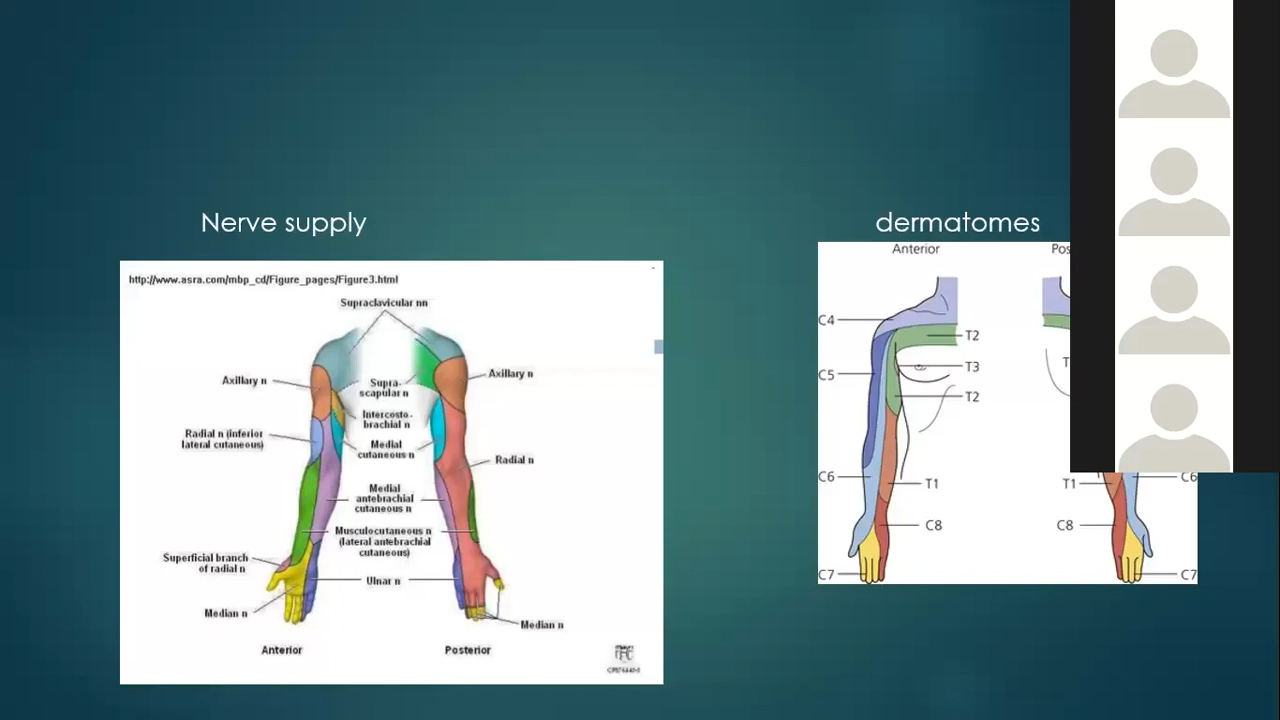 Nerve supply
http://www.asra.com/mbp_cd/Figure_pages/Figure3.html
Supraclavicular nn
Axillary n
Axillary n
Supra-
scapular n
Intercosto-
brachial n
Radial n (inferior
lateral cutaneous)
Medial
cutaneous n
Radial n
Medial
antebrachial
cutaneous n
Musculocutaneous n
(lateral antebrachial
cutaneous)
Superficial branch
of radial n
Ulnar n
Median n
Median n
Anterior
Posterior
dermatomes
Anterior
Pos
C4
T2
T3
C5
T2
T
C6
T1
C8
C7
T1
C6
C8
C7